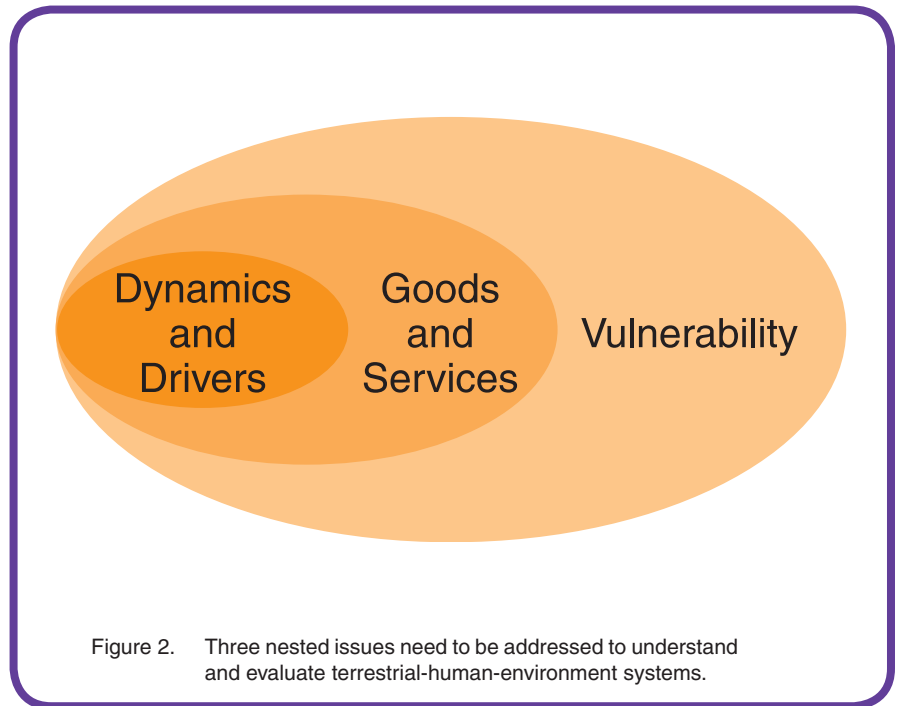 Dynamics
and
Drivers
Goods
and
Services
Vulnerability
Figure 2. Three nested issues need to be addressed to understand
and evaluate terrestrial-human-environment systems.